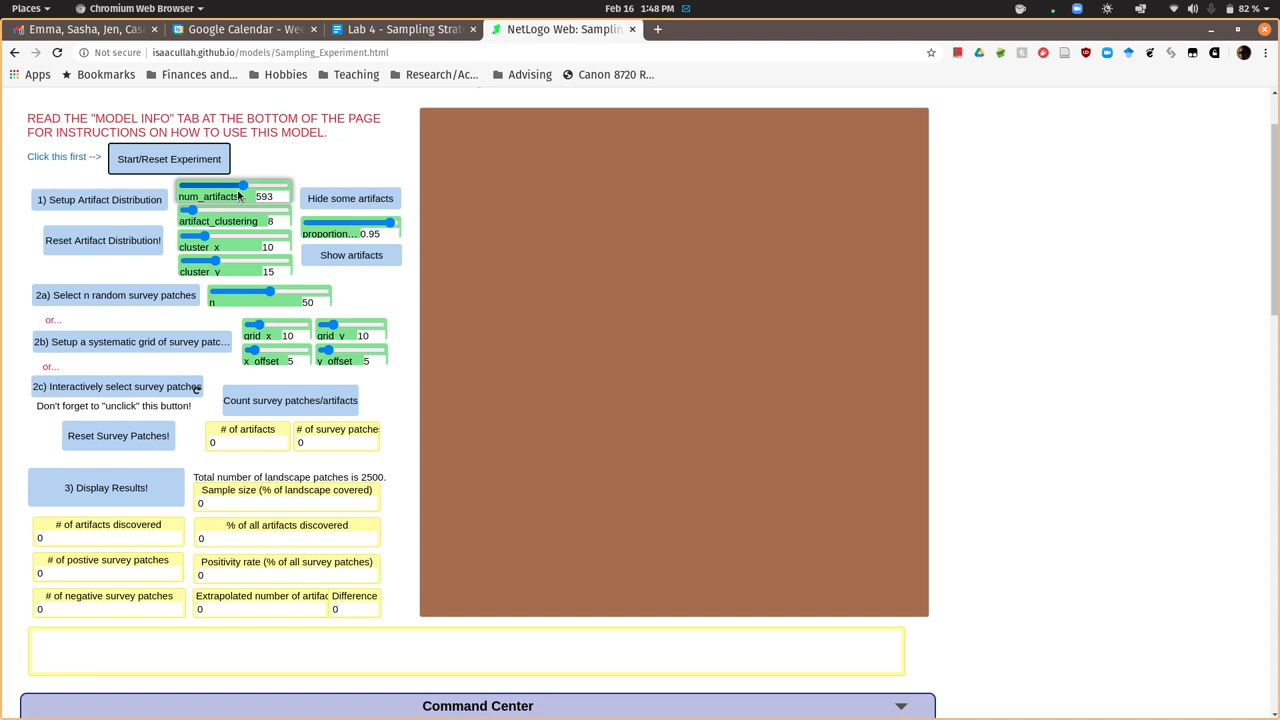 Places
Chromium Web Browser
Feb 16 1:48 PM
82 %
Emma, Sasha, Jen, Cas
Google Calendar - We
Lab 4 - Sampling Strat
NetLogo Web: Samplin
Not secure
isaacullah.github.io/models/Sampling_Experiment.html
Apps
Bookmarks
Finances and...
Hobbies
Teaching
Research/Ac...
Advising
Canon 8720 R...
READ THE "MODEL INFO" TAB AT THE BOTTOM OF THE PAGE
FOR INSTRUCTIONS ON HOW TO USE THIS MODEL.
Click this first -->
Start/Reset Experiment
1) Setup Artifact Distribution
num_artifacts 593
Hide some artifacts
artifact_clustering 8
proportion... 0.95
Reset Artifact Distribution!
cluster_x 10
Show artifacts
cluster_y 15
2a) Select n random survey patches
n 50
or...
2b) Setup a systematic grid of survey patc...
grid_x 10
grid_y 10
x_offset 5
y_offset 5
or...
2c) Interactively select survey patches
Don't forget to "unclick" this button!
Count survey patches/artifacts
Reset Survey Patches!
# of artifacts
0
# of survey patche
0
3) Display Results!
Total number of landscape patches is 2500.
Sample size (% of landscape covered)
0
# of artifacts discovered
0
% of all artifacts discovered
0
# of postive survey patches
0
Positivity rate (% of all survey patches)
0
# of negative survey patches
0
Extrapolated number of artifac
0
Difference
0
Command Center